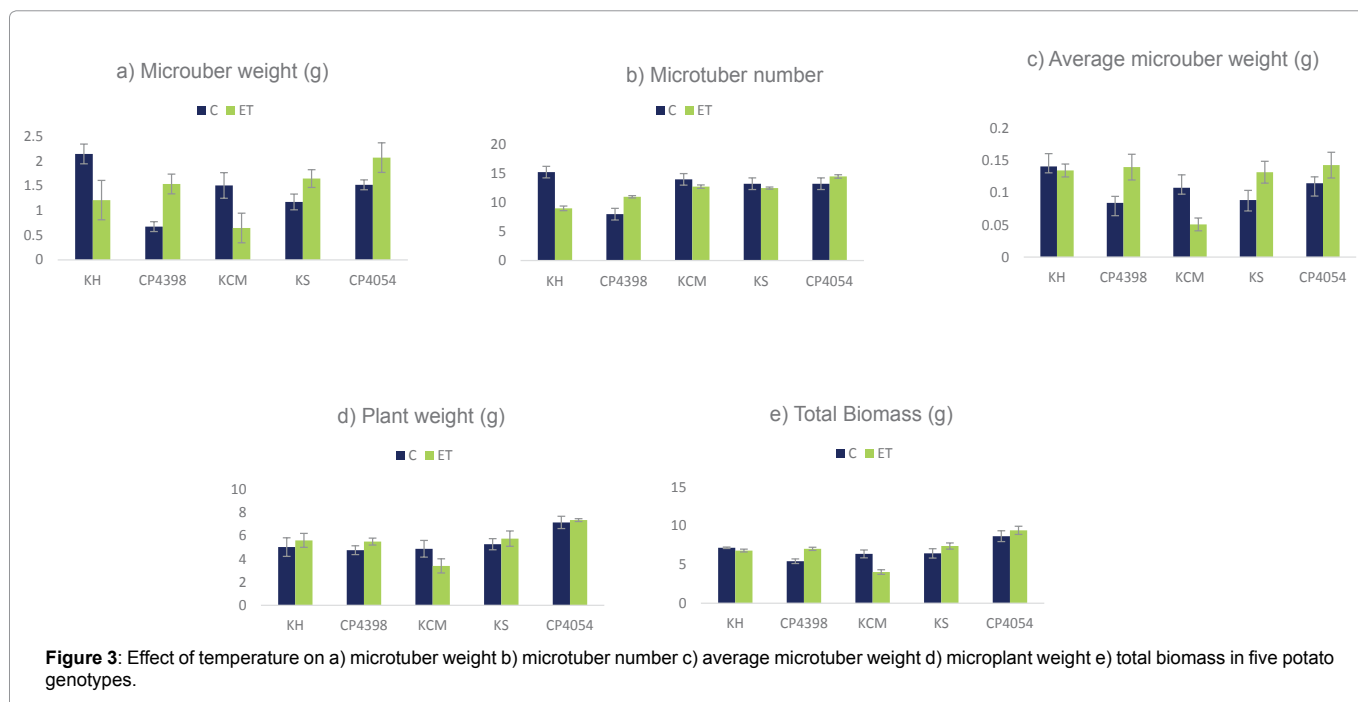 a) Microuber weight (g)
C ET
2.5
2
1.5
1
0.5
0
KH CP4398 KCM KS CP4054
b) Microtuber number
C ET
20
15
10
5
0
KH CP4398 KCM KS CP4054
c) Average microuber weight (g)
0.2
0.15
0.1
0.05
0
KH CP4398 KCM KS CP4054
d) Plant weight (g)
C ET
10
8
6
4
2
0
KH CP4398 KCM KS CP4054
e) Total Biomass (g)
C ET
15
10
5
0
KH CP4398 KCM KS CP4054
Figure 3: Effect of temperature on a) microtuber weight b) microtuber number c) average microtuber weight d) microplant weight e) total biomass in five potato
genotypes.